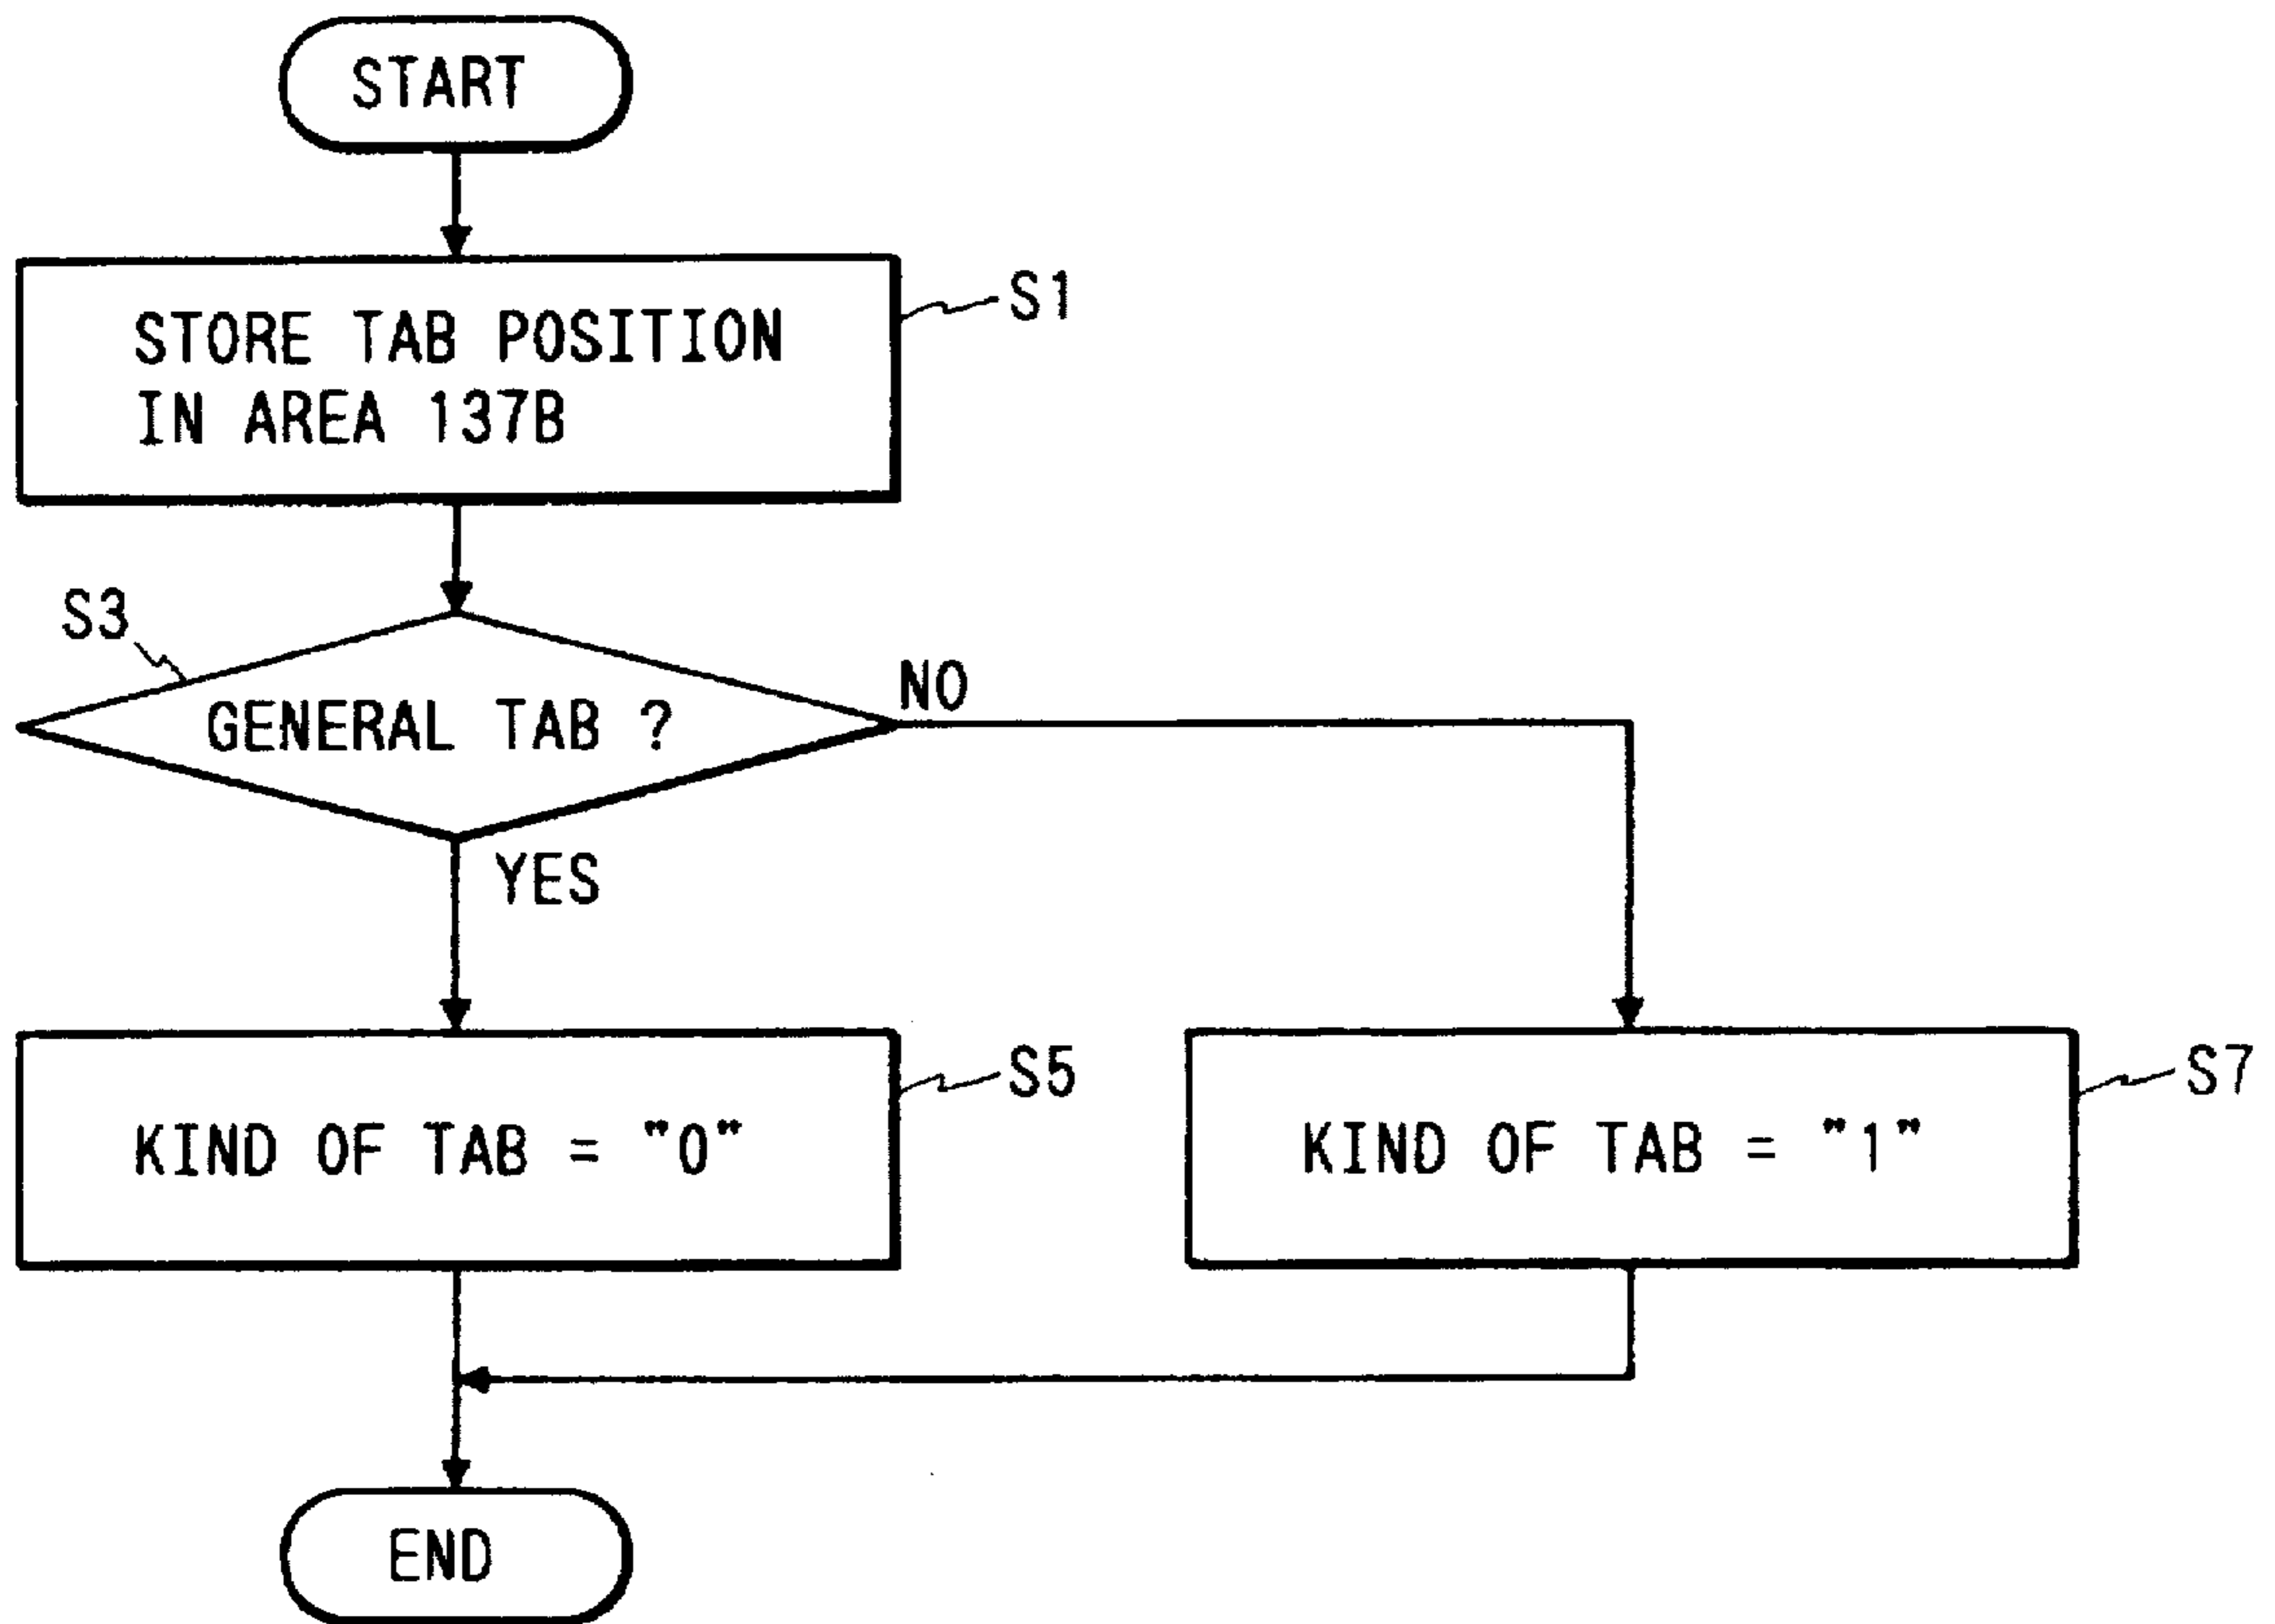 START
STORE TAB POSITION
IN AREA 137B
S1
S3
GENERAL TAB ?
NO
YES
KIND OF TAB = "0"
S5
KIND OF TAB = "1"
S7
END